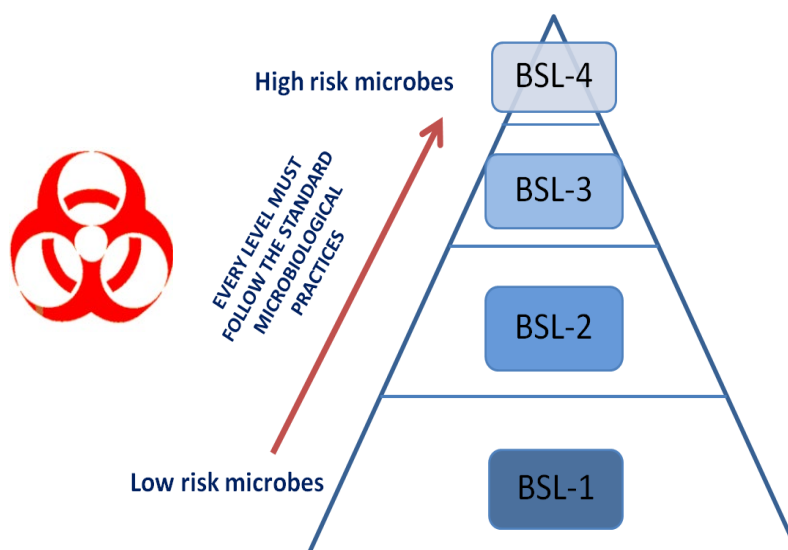 High risk microbes
BSL-4
EVERY LEVEL MUST
FOLLOW THE STANDARD
MICROBIOLOGICAL
PRACTICES
BSL-3
BSL-2
Low risk microbes
BSL-1